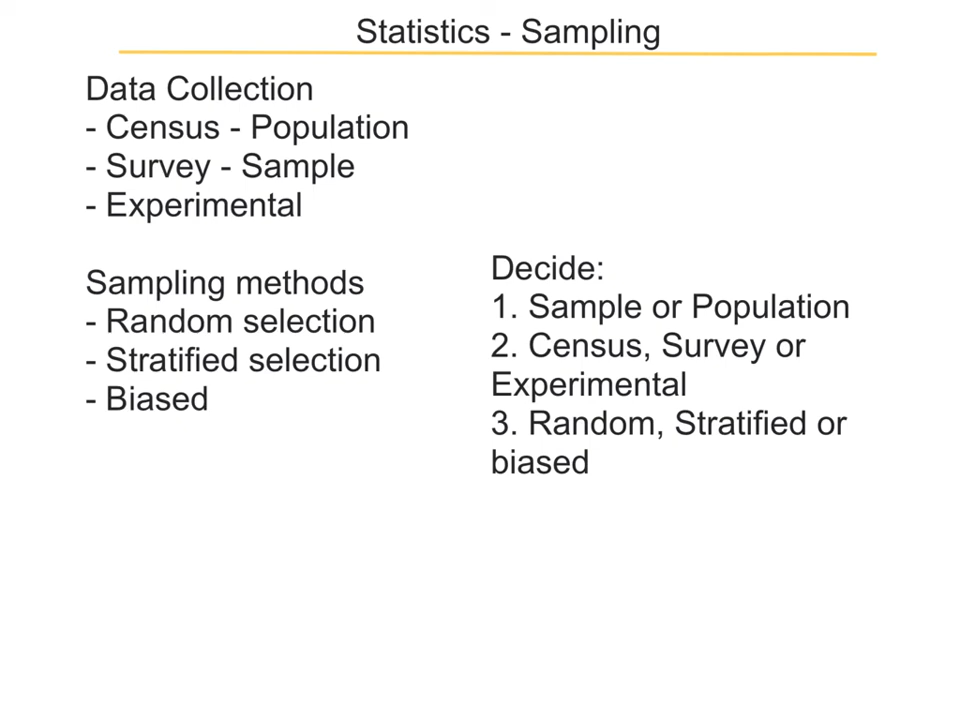 Statistics - Sampling
Data Collection
- Census - Population
- Survey - Sample
- Experimental
Sampling methods
- Random selection
- Stratified selection
- Biased
Decide:
1. Sample or Population
2. Census, Survey or
Experimental
3. Random, Stratified or
biased